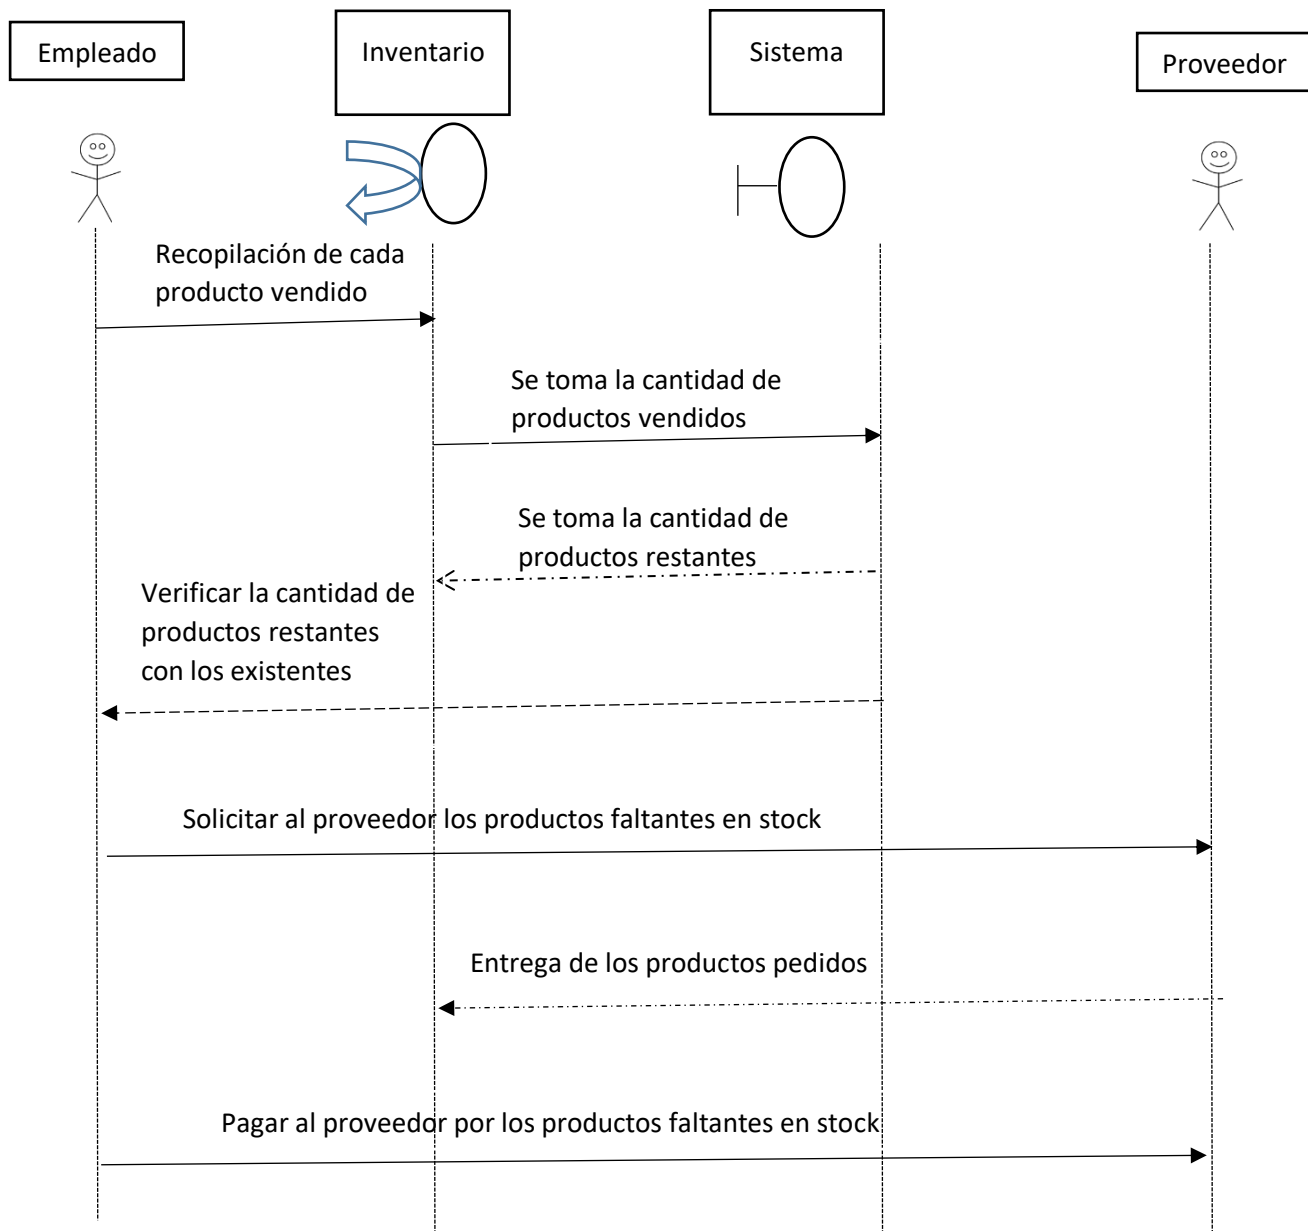 Empleado
Inventario
Sistema
Proveedor
Recopilación de cada
producto vendido
Se toma la cantidad de
productos vendidos
Se toma la cantidad de
productos restantes
Verificar la cantidad de
productos restantes
con los existentes
Solicitar al proveedor los productos faltantes en stock
Entrega de los productos pedidos
Pagar al proveedor por los productos faltantes en stock